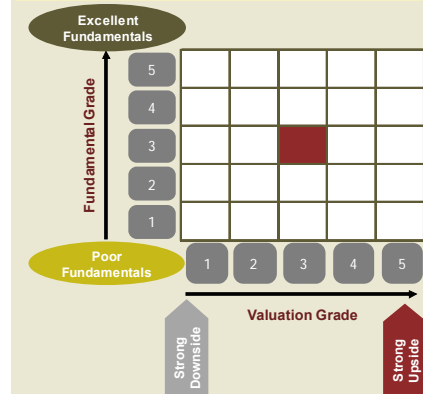 Excellent
Fundamentals
Fundamental Grade
5
4
3
2
1
Poor
Fundamentals
1 2 3 4 5
Valuation Grade
Strong
Downside
Strong
Upside